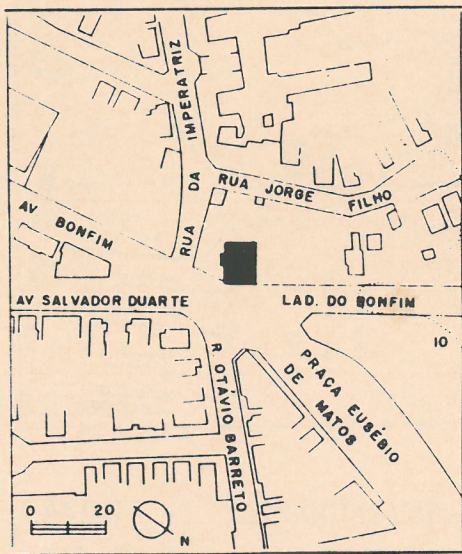 RUA DA IMPERATRIZ
RUA JORGE FILHO
AV BONFIM
AV SALVADOR DUARTE
LAD. DO BONFIM
10
R. OTÁVIO BARRETO
PRAÇA EUSÉBIO
DE MATOS
0 20
N